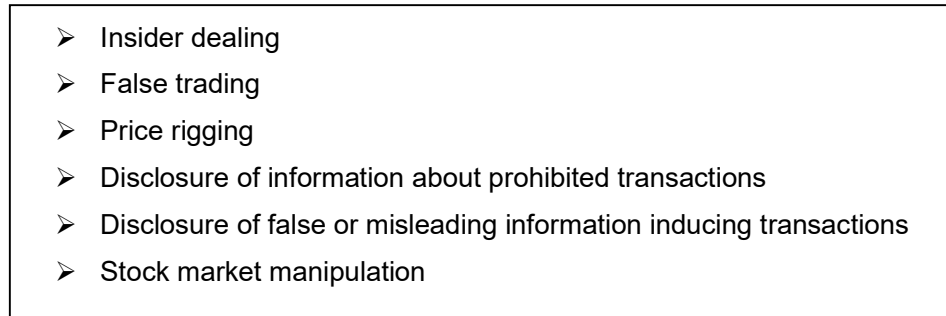 ➢ Insider dealing
➢ False trading
➢ Price rigging
➢ Disclosure of information about prohibited transactions
➢ Disclosure of false or misleading information inducing transactions
➢ Stock market manipulation